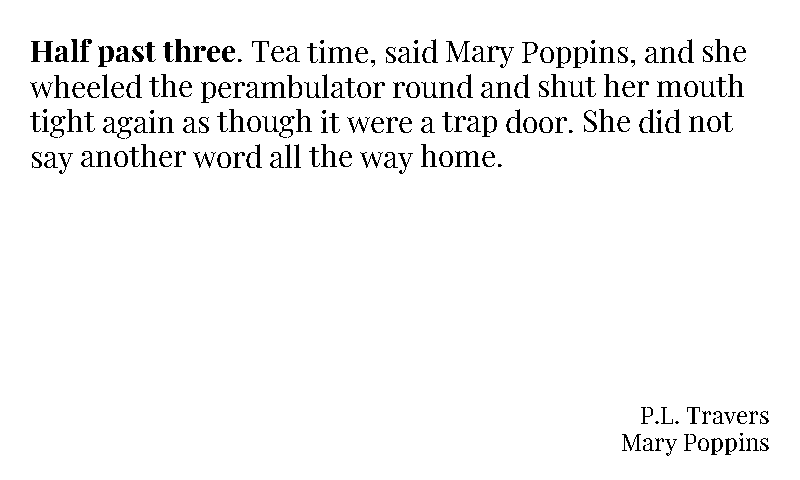 Half past three. Tea time, said Mary Poppins, and she
wheeled the perambulator round and shut her mouth
tight again as though it were a trap door. She did not
say another word all the way home.
P.L. Travers
Mary Poppins